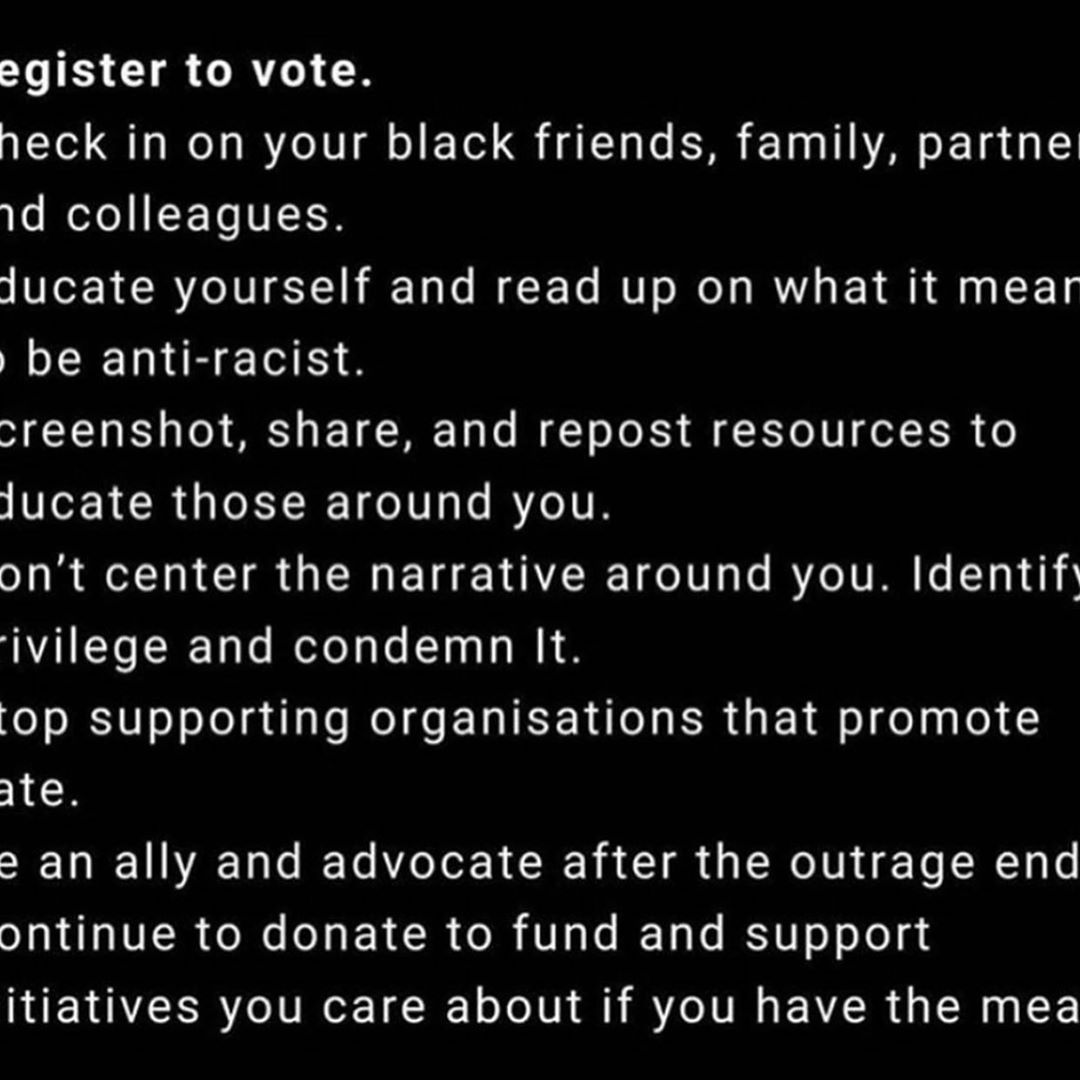 egister to vote.
heck in on your black friends, family, partner
nd colleagues.
ducate yourself and read up on what it mean
o be anti-racist.
creenshot, share, and repost resources to
ducate those around you.
on't center the narrative around you. Identify
rivilege and condemn It.
top supporting organisations that promote
ate.
e an ally and advocate after the outrage end
ontinue to donate to fund and support
itiatives you care about if you have the mea